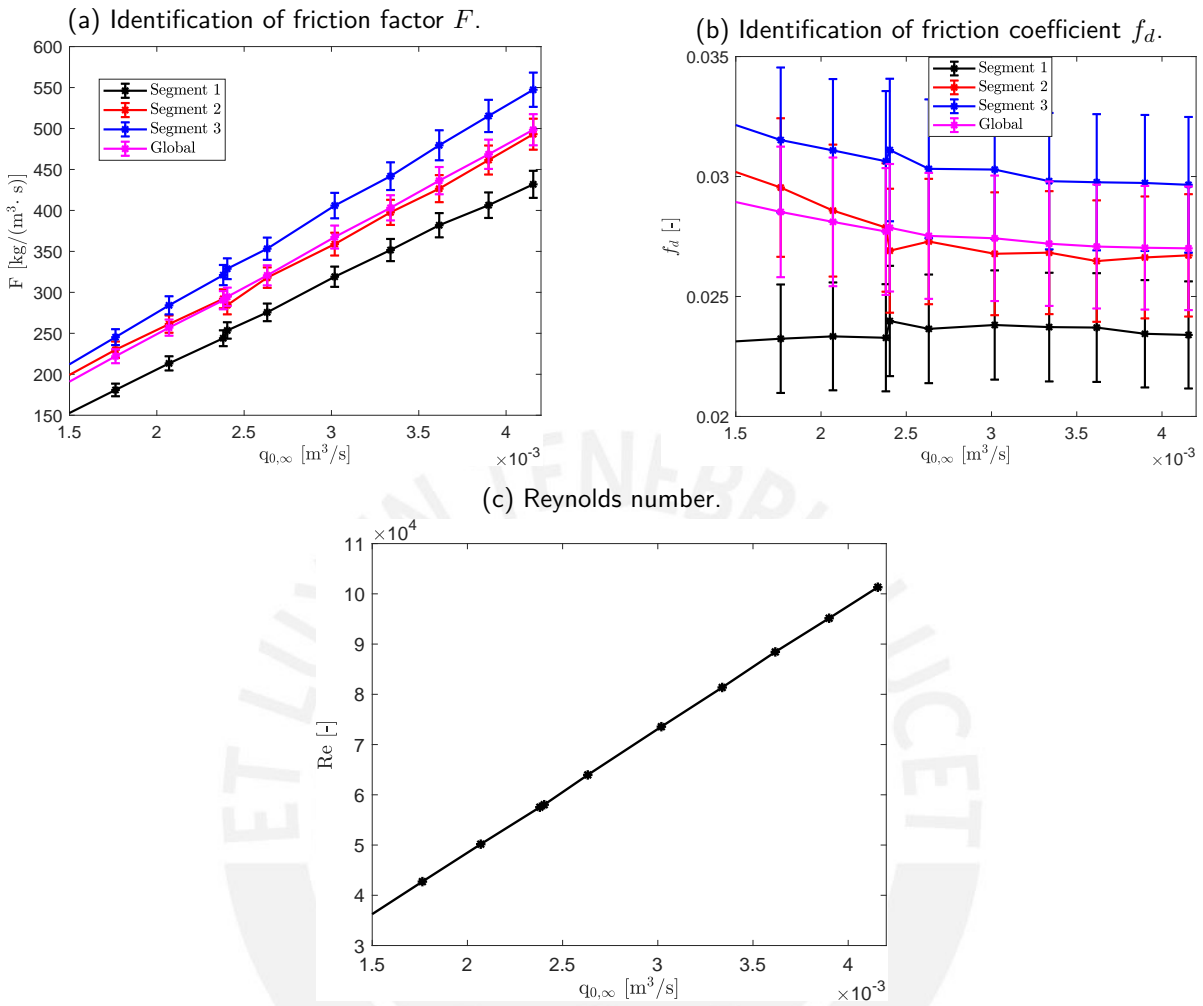 (a) Identification of friction factor F.
600
550
500
450
400
350
300
250
200
150
F [kg/(m³· s)]
Segment 1
Segment 2
Segment 3
Global
1.5 2 2.5 3 3.5 4
q₀,∞ [m³/s]
×10⁻³
(b) Identification of friction coefficient f_d.
0.035
0.03
0.025
0.02
f_d [-]
Segment 1
Segment 2
Segment 3
Global
1.5 2 2.5 3 3.5 4
q₀,∞ [m³/s]
×10⁻³
(c) Reynolds number.
×10⁴
11
10
9
8
7
6
5
4
3
Re [-]
1.5 2 2.5 3 3.5 4
q₀,∞ [m³/s]
×10⁻³